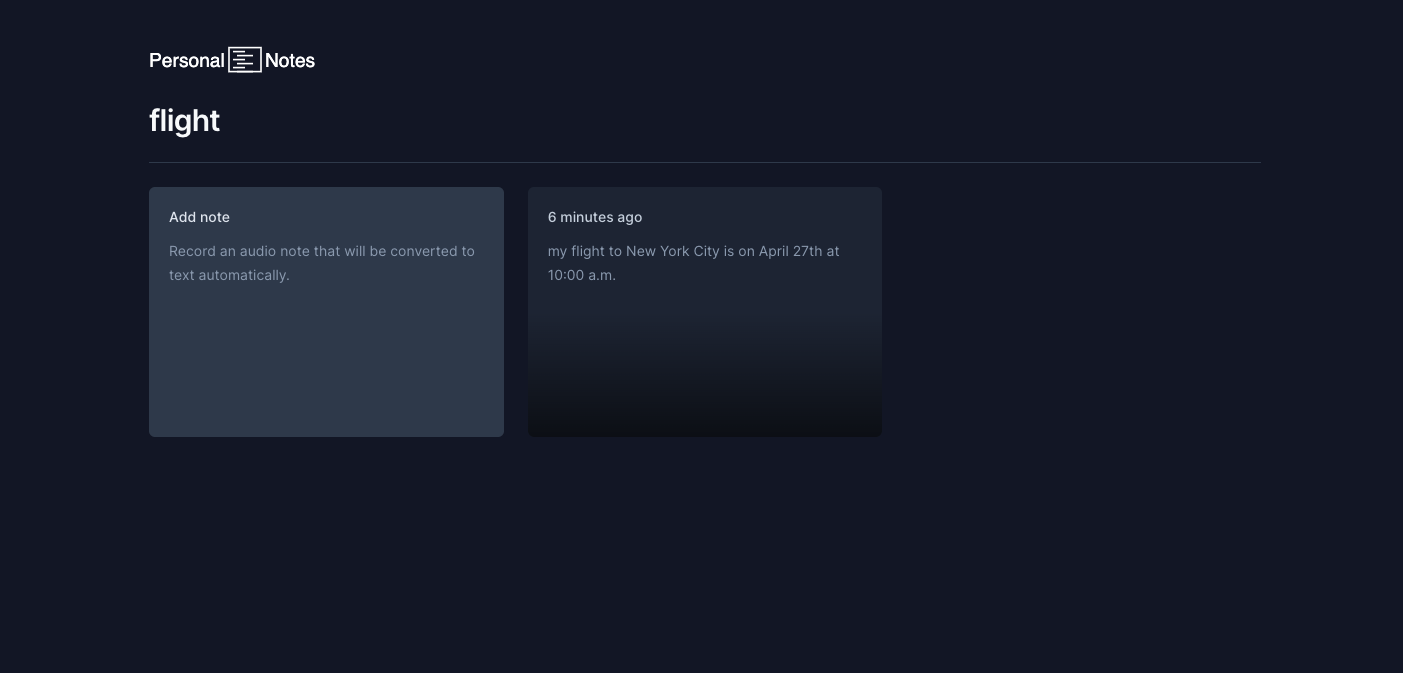 Personal Notes
flight
Add note
Record an audio note that will be converted to
text automatically.
6 minutes ago
my flight to New York City is on April 27th at
10:00 a.m.